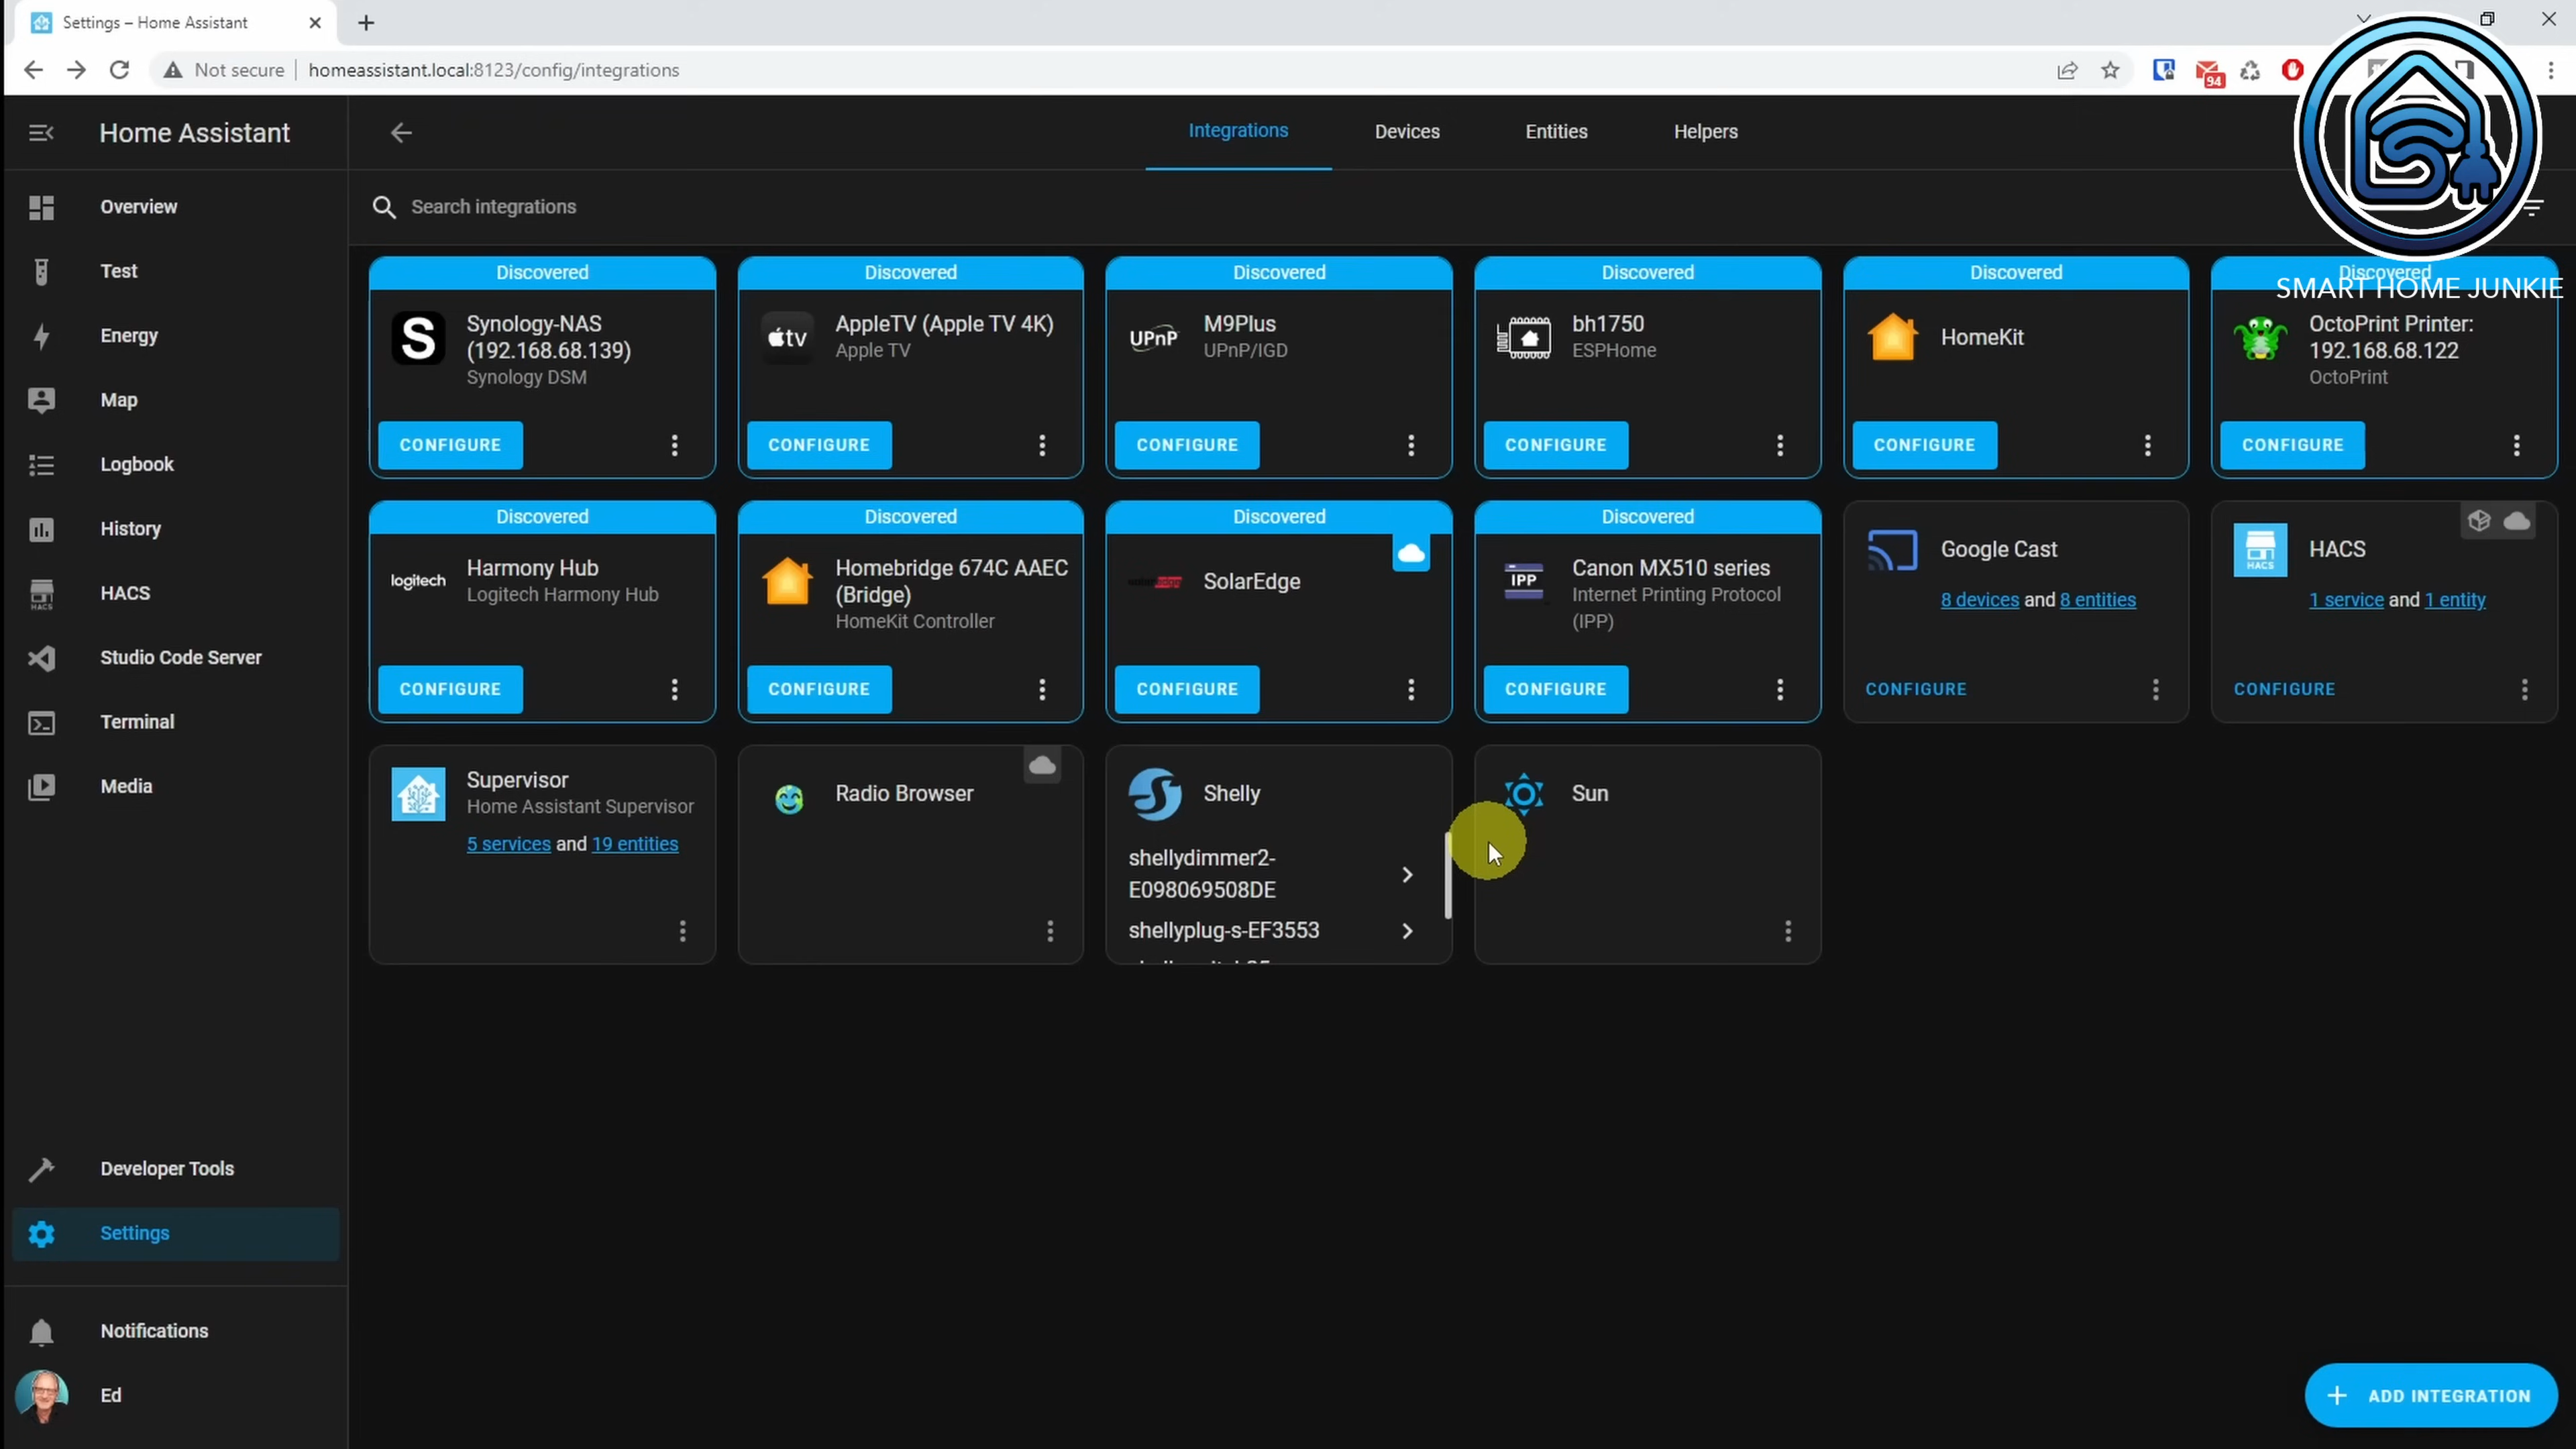 Settings – Home Assistant
Not secure
homeassistant.local:8123/config/integrations
94
Home Assistant
Integrations
Devices
Entities
Helpers
SMART HOME JUNKIE
Overview
Test
Energy
Map
Logbook
History
HACS
HACS
Studio Code Server
Terminal
Media
Developer Tools
Settings
Notifications
Ed
Search integrations
Discovered
S
Synology-NAS
(192.168.68.139)
Synology DSM
CONFIGURE
Discovered
tv
AppleTV (Apple TV 4K)
Apple TV
CONFIGURE
Discovered
UPnP
M9Plus
UPnP/IGD
CONFIGURE
Discovered
bh1750
ESPHome
CONFIGURE
Discovered
HomeKit
CONFIGURE
Discovered
OctoPrint Printer:
192.168.68.122
OctoPrint
CONFIGURE
Discovered
logitech
Harmony Hub
Logitech Harmony Hub
CONFIGURE
Discovered
Homebridge 674C AAEC
(Bridge)
HomeKit Controller
CONFIGURE
Discovered
SolarEdge
CONFIGURE
Discovered
IPP
Canon MX510 series
Internet Printing Protocol
(IPP)
CONFIGURE
Google Cast
8 devices and 8 entities
CONFIGURE
HACS
HACS
1 service and 1 entity
CONFIGURE
Supervisor
Home Assistant Supervisor
5 services and 19 entities
Radio Browser
Shelly
shellydimmer2-
E098069508DE
shellyplug-s-EF3553
Sun
ADD INTEGRATION